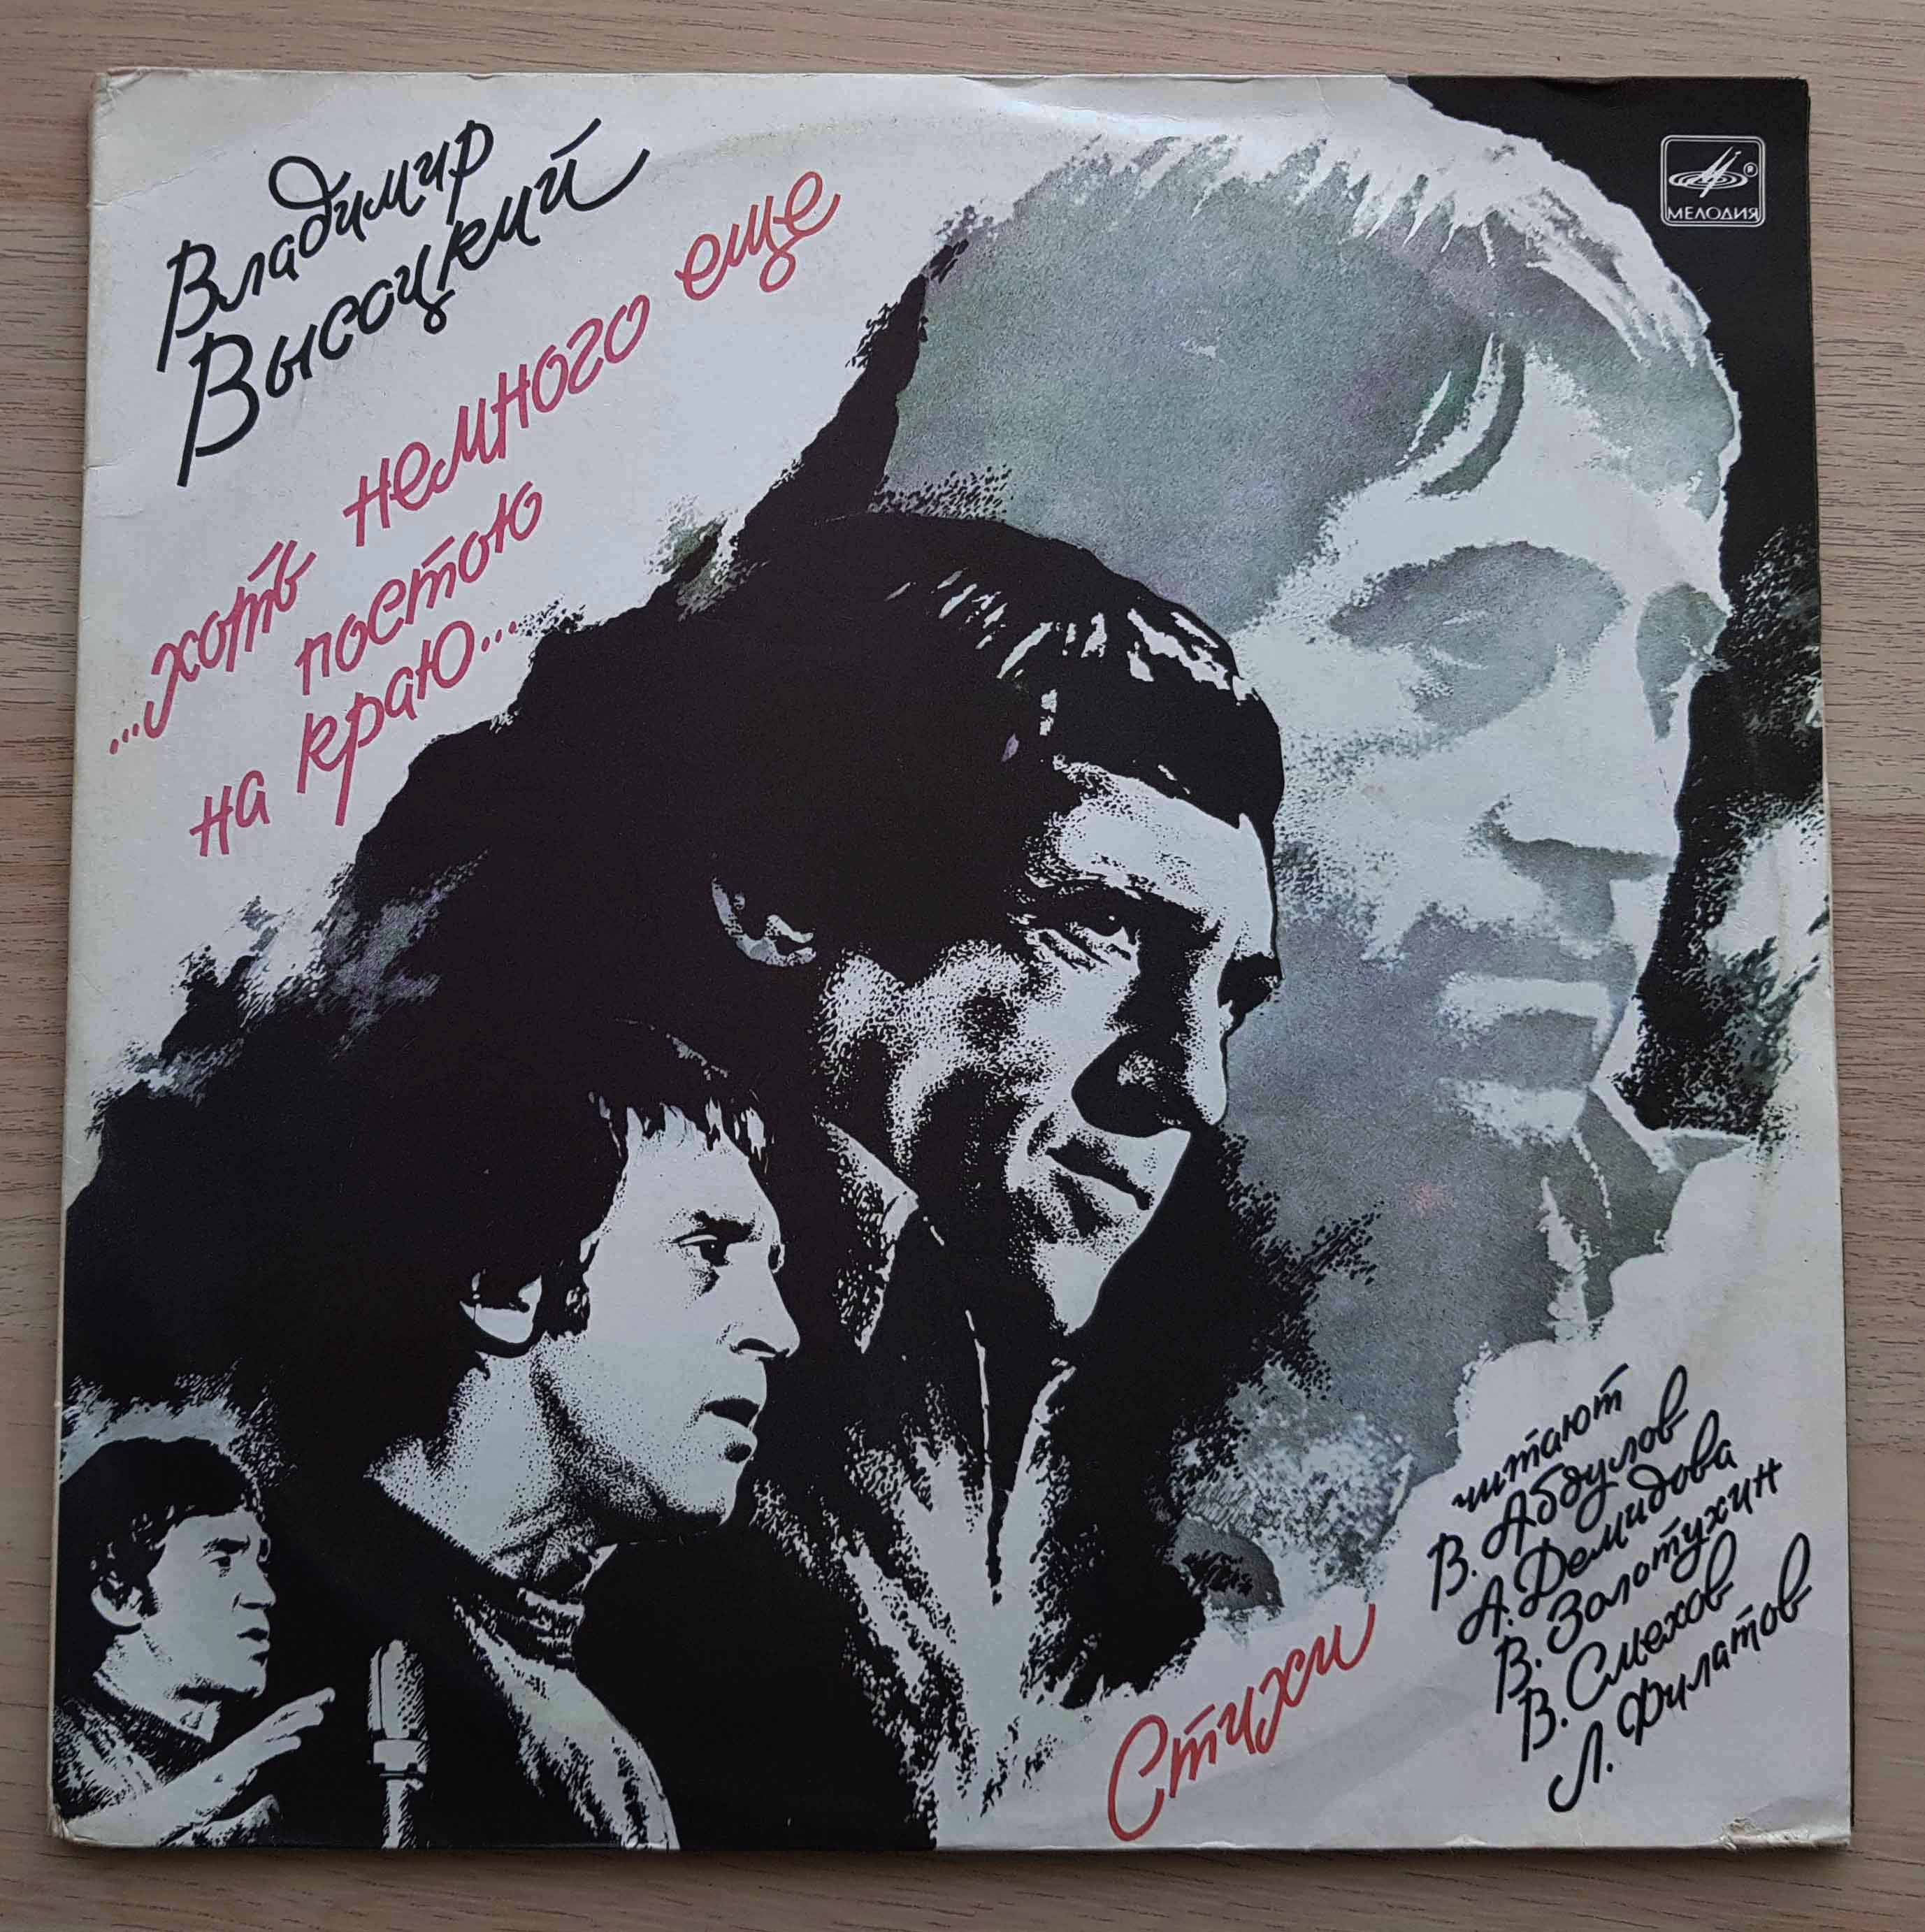 Владимир
Высоцкий
...хоть немного еще
постою
на краю...
МЕЛОДИЯ
®
Стихи
читают
В. Абдулов
А. Демидова
В. Золотухин
В. Смехов
Л. Филатов